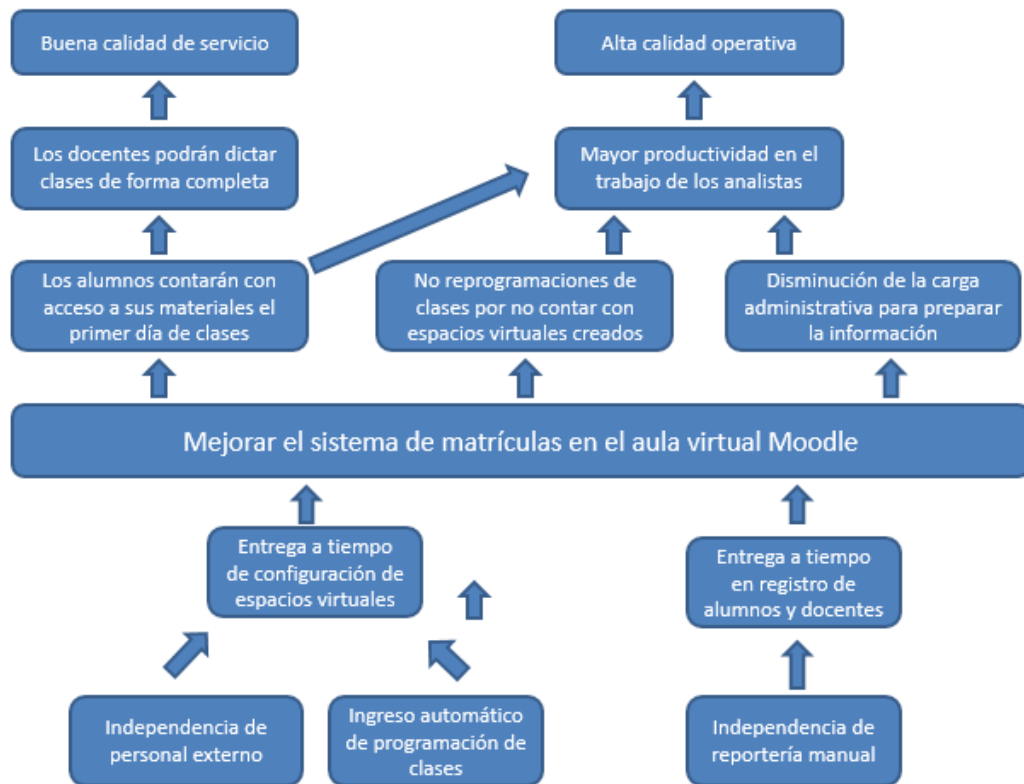 Buena calidad de servicio
Alta calidad operativa
Los docentes podrán dictar
clases de forma completa
Mayor productividad en el
trabajo de los analistas
Los alumnos contarán con
acceso a sus materiales el
primer día de clases
No reprogramaciones de
clases por no contar con
espacios virtuales creados
Disminución de la carga
administrativa para preparar
la información
Mejorar el sistema de matrículas en el aula virtual Moodle
Entrega a tiempo
de configuración de
espacios virtuales
Entrega a tiempo
en registro de
alumnos y docentes
Independencia de
personal externo
Ingreso automático
de programación de
clases
Independencia de
reportería manual